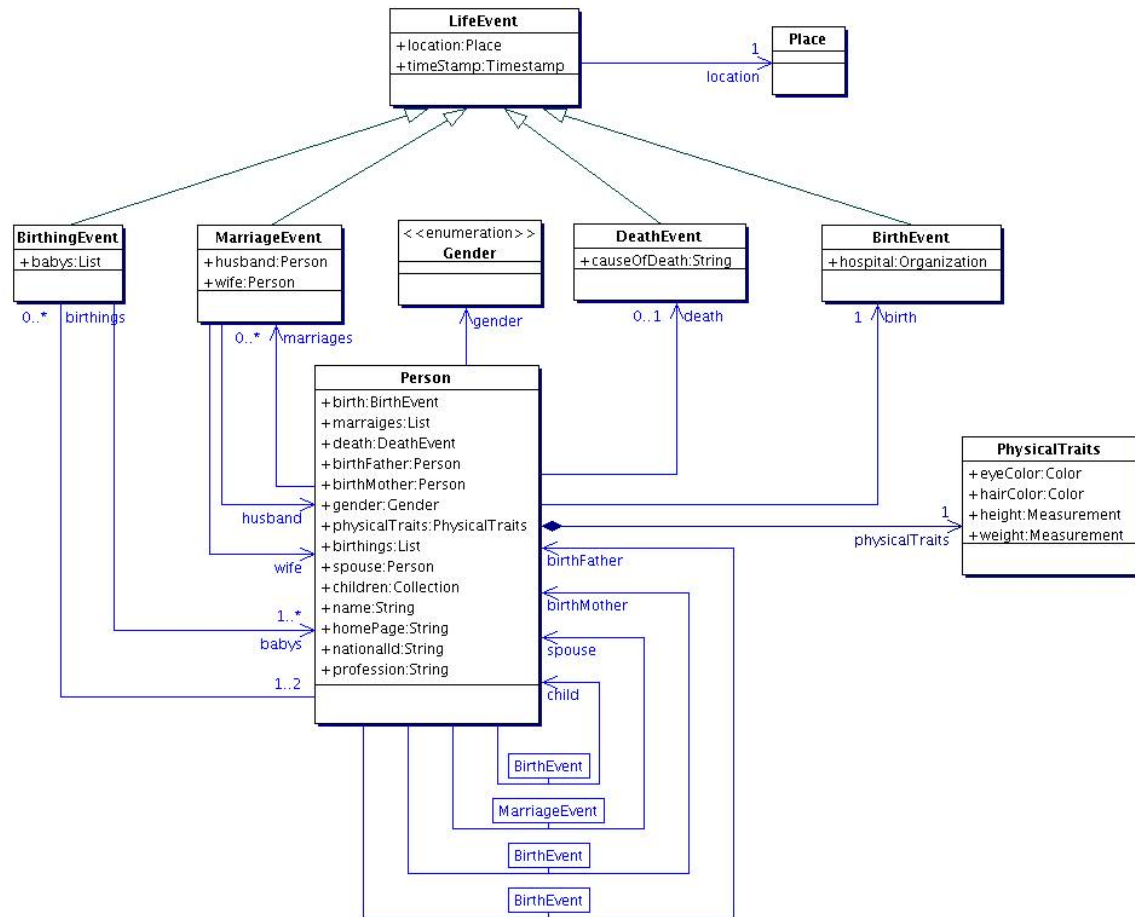 LifeEvent
+location:Place
+timeStamp:Timestamp
1
location
Place
BirthingEvent
+babys:List
MarriageEvent
+husband:Person
+wife:Person
<<enumeration>>
Gender
DeathEvent
+causeOfDeath:String
BirthEvent
+hospital:Organization
0..* birthings
0..* marriages
gender
0..1 death
1 birth
Person
+birth:BirthEvent
+marraiges:List
+death:DeathEvent
+birthFather:Person
+birthMother:Person
+gender:Gender
+physicalTraits:PhysicalTraits
+birthings:List
+spouse:Person
+children:Collection
+name:String
+homePage:String
+nationalId:String
+profession:String
husband
wife
1..*
babys
1..2
PhysicalTraits
+eyeColor:Color
+hairColor:Color
+height:Measurement
+weight:Measurement
1
physicalTraits
birthFather
birthMother
spouse
child
BirthEvent
MarriageEvent
BirthEvent
BirthEvent